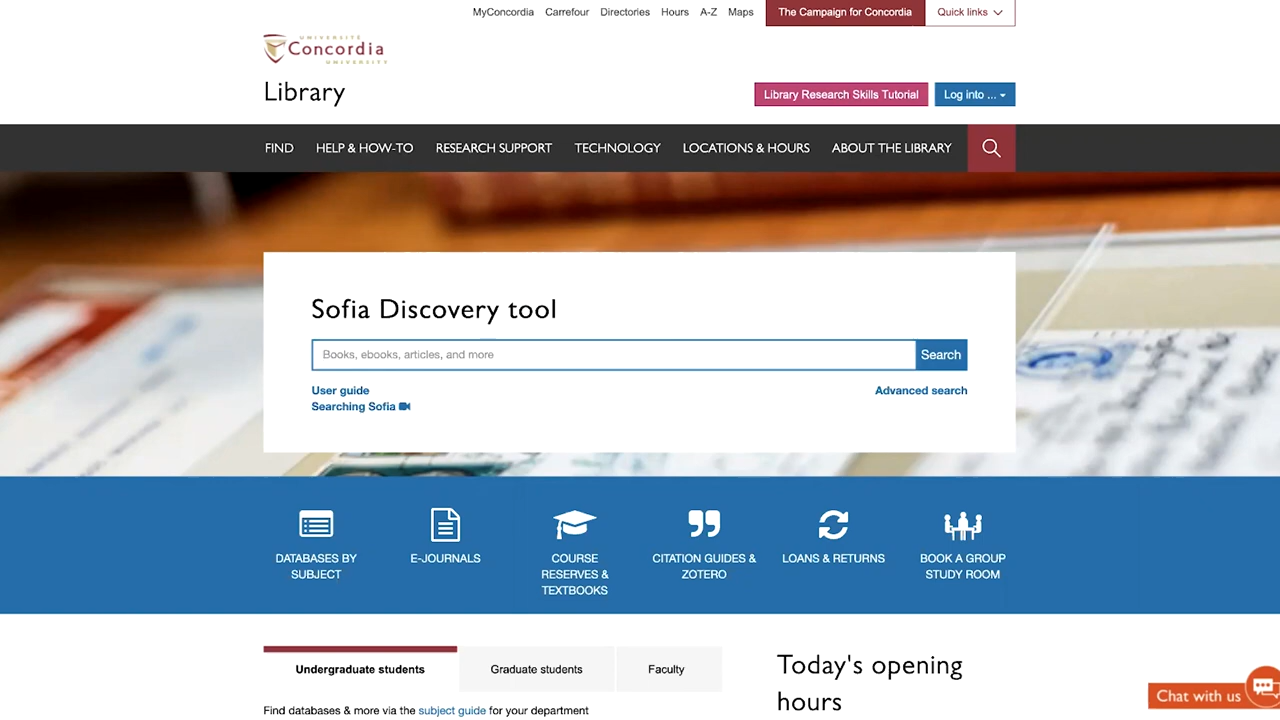 MyConcordia Carrefour Directories Hours A-Z Maps The Campaign for Concordia Quick links
UNIVERSITÉ
Concordia
UNIVERSITY
Library
Library Research Skills Tutorial Log into ...
FIND HELP & HOW-TO RESEARCH SUPPORT TECHNOLOGY LOCATIONS & HOURS ABOUT THE LIBRARY
Sofia Discovery tool
Books, ebooks, articles, and more Search
User guide Advanced search
Searching Sofia
DATABASES BY SUBJECT
E-JOURNALS
COURSE RESERVES & TEXTBOOKS
CITATION GUIDES & ZOTERO
LOANS & RETURNS
BOOK A GROUP STUDY ROOM
Undergraduate students Graduate students Faculty
Find databases & more via the subject guide for your department
Today's opening
hours
Chat with us